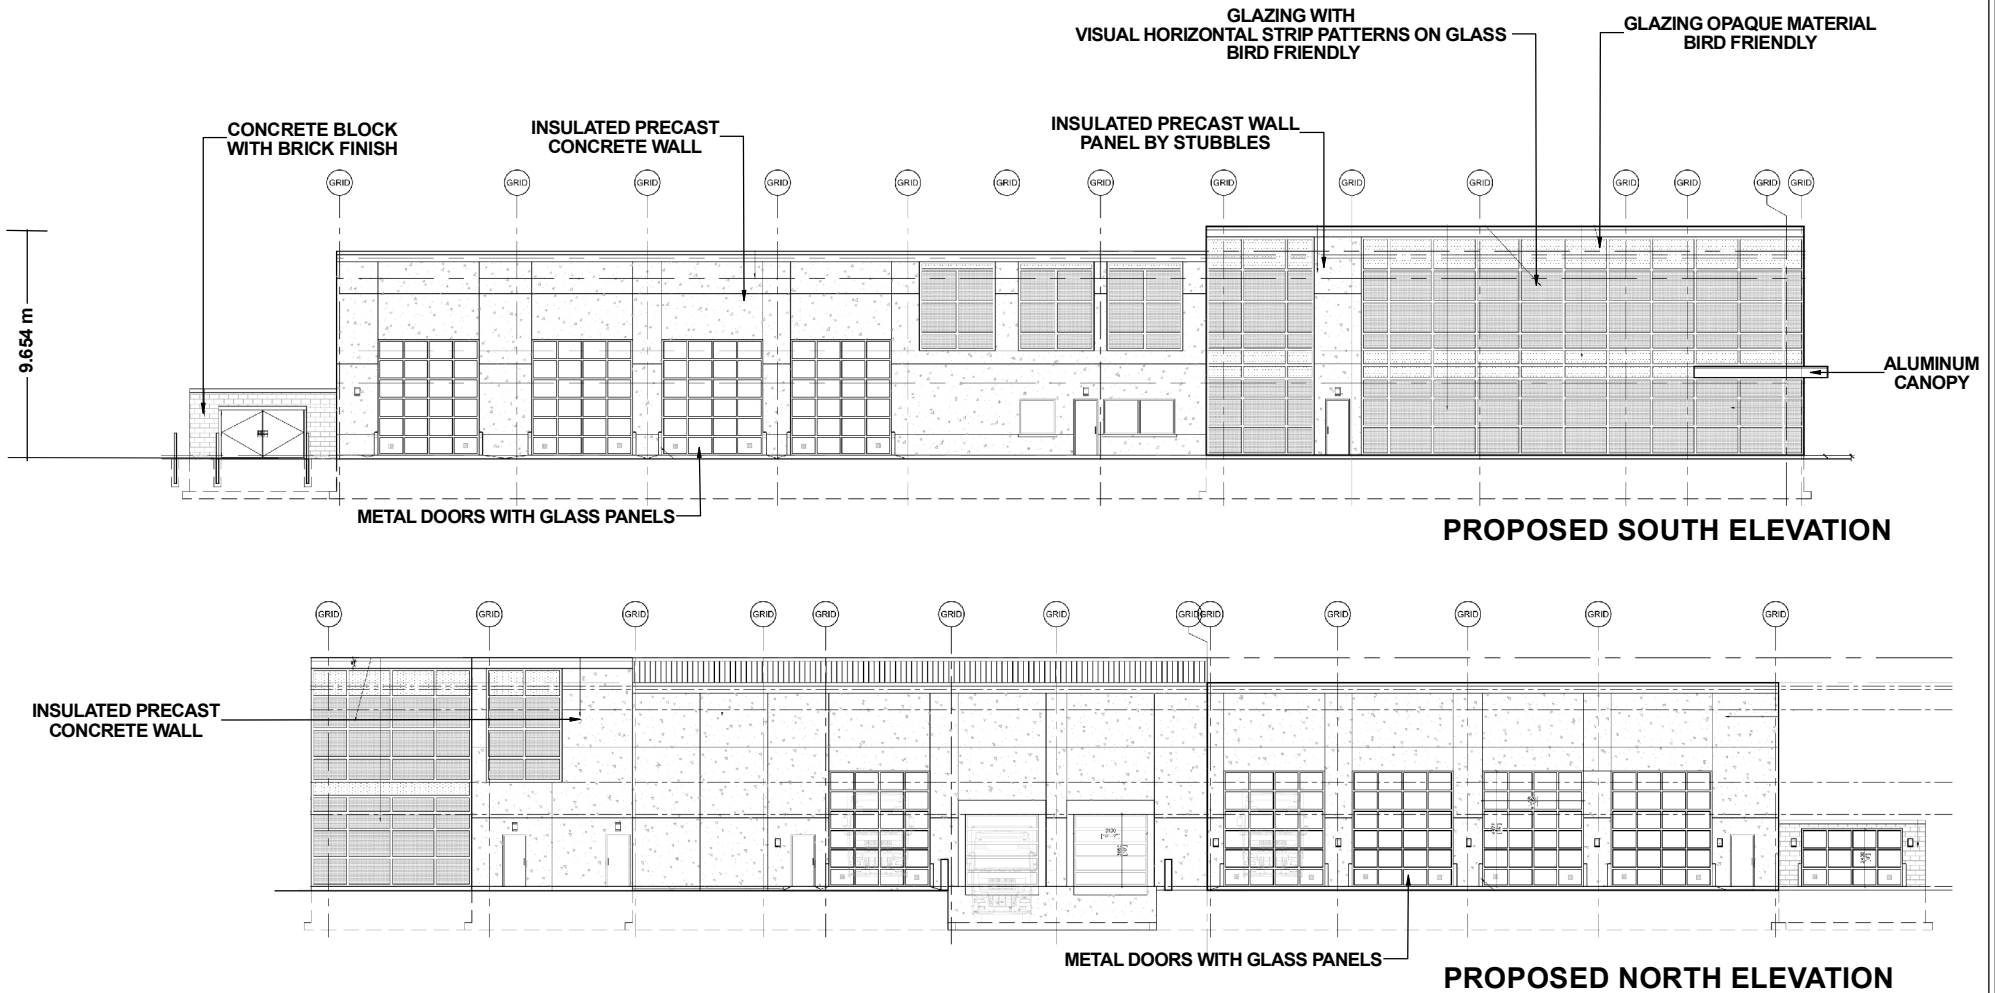 GLAZING WITH
VISUAL HORIZONTAL STRIP PATTERNS ON GLASS
BIRD FRIENDLY
GLAZING OPAQUE MATERIAL
BIRD FRIENDLY
CONCRETE BLOCK
WITH BRICK FINISH
INSULATED PRECAST
CONCRETE WALL
INSULATED PRECAST WALL
PANEL BY STUBBLES
GRID GRID GRID GRID GRID GRID GRID GRID GRID GRID GRID GRID GRID GRID
9.654 m
ALUMINUM
CANOPY
METAL DOORS WITH GLASS PANELS
PROPOSED SOUTH ELEVATION
GRID GRID GRID GRID GRID GRID GRID GRID GRID GRID GRID GRID GRID
INSULATED PRECAST
CONCRETE WALL
METAL DOORS WITH GLASS PANELS
PROPOSED NORTH ELEVATION